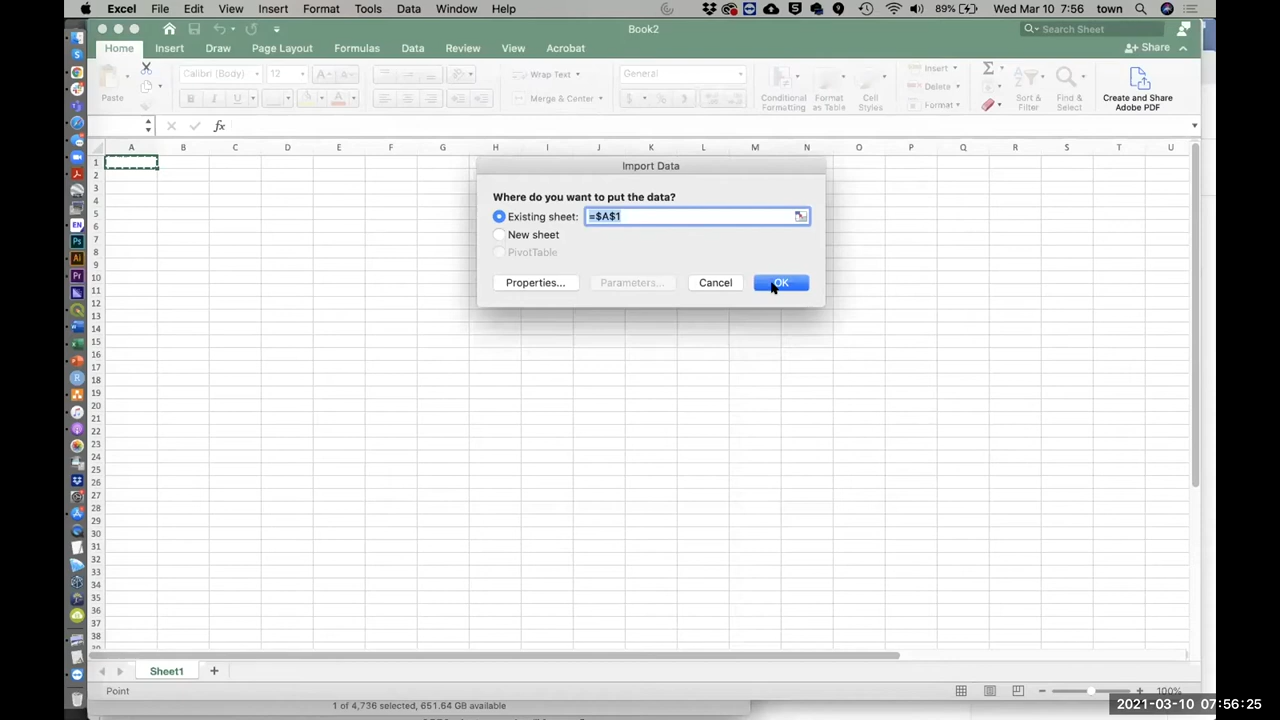 Excel File Edit View Insert Format Tools Data Window Help 89% Wed Mar 10 7:56 town
Book2 Search Sheet
Home Insert Draw Page Layout Formulas Data Review View Acrobat Share
Paste Calibri (Body) 12 A A Wrap Text General Conditional Formatting Format as Table Cell Styles Insert Sort & Filter Find & Select Create and Share Adobe PDF
B I U A Merge & Center $ % Delete
Format
fx
A B C D E F G H I J K L M N O P Q R S T U
1
2
3
4
5
6
7
8
9
10
11
12
13
14
15
16
17
18
19
20
21
22
23
24
25
26
27
28
29
30
31
32
33
34
35
36
37
38
Import Data
Where do you want to put the data?
Existing sheet: =$A$1
New sheet
PivotTable
Properties... Parameters... Cancel OK
EN
Ps
Ai
Pr
R
Sheet1 +
Point 100%
1 of 4,736 selected, 651.54 GB available
2021-03-10 07:56:25